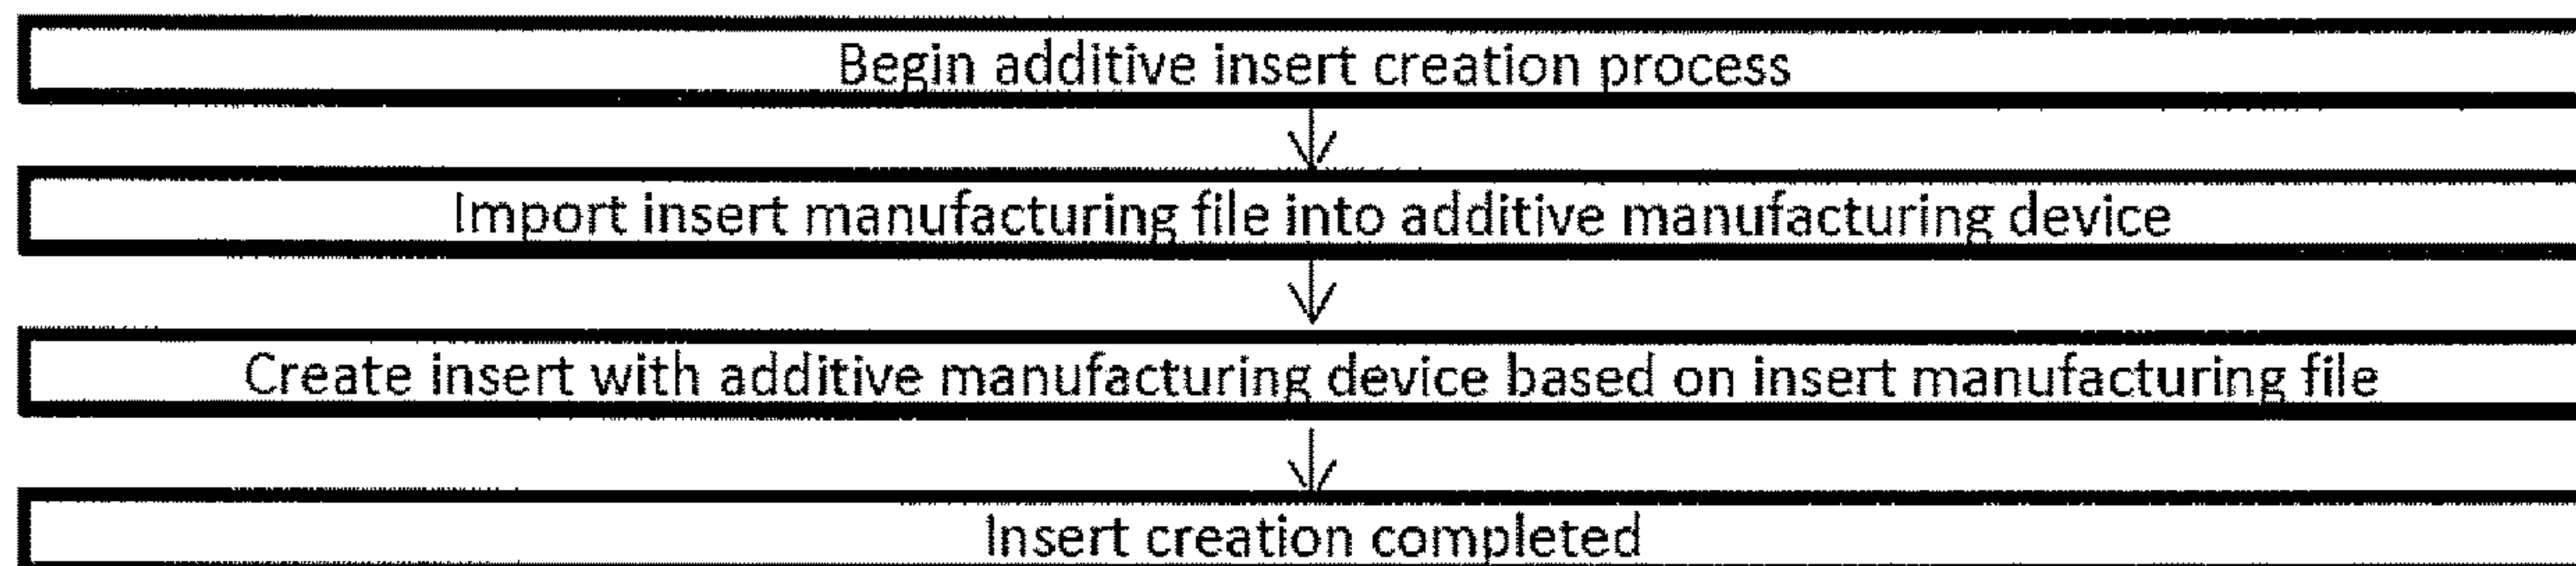 Begin additive insert creation process
Import insert manufacturing file into additive manufacturing device
Create insert with additive manufacturing device based on insert manufacturing file
Insert creation completed